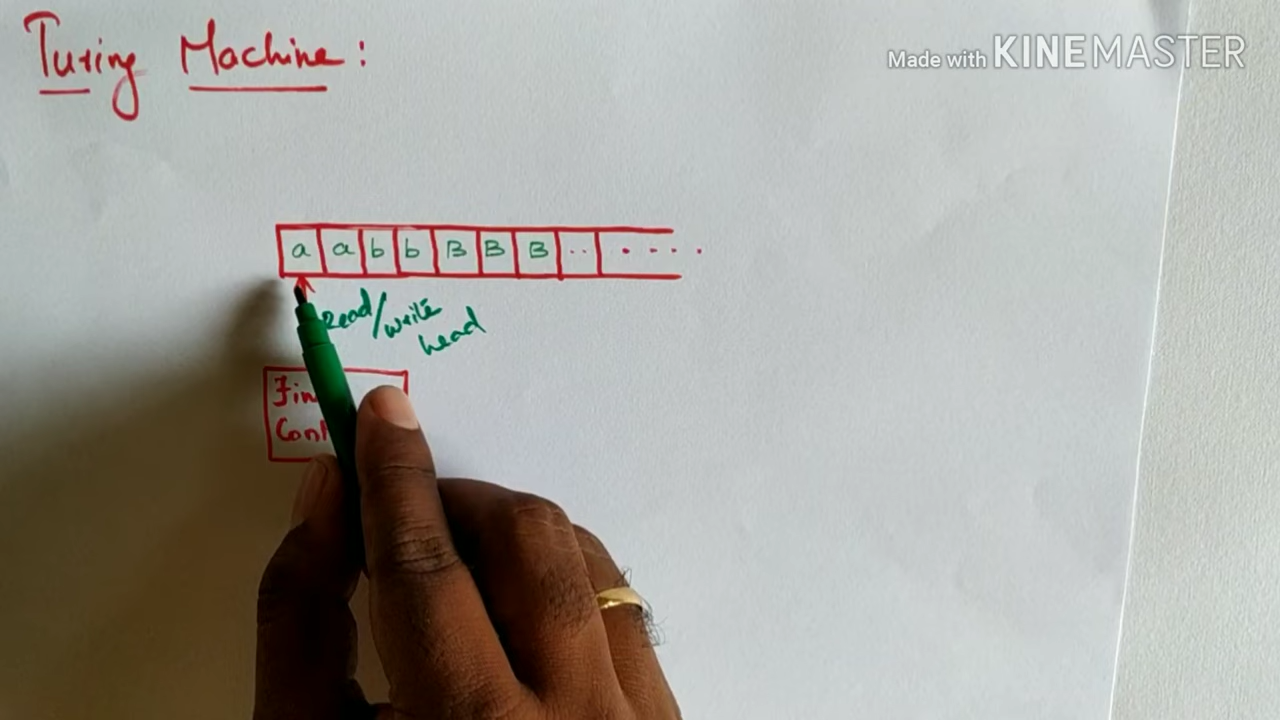 Turing Machine:
Made with KINEMASTER
a a b b B B B .. . . . .
Read/write
head